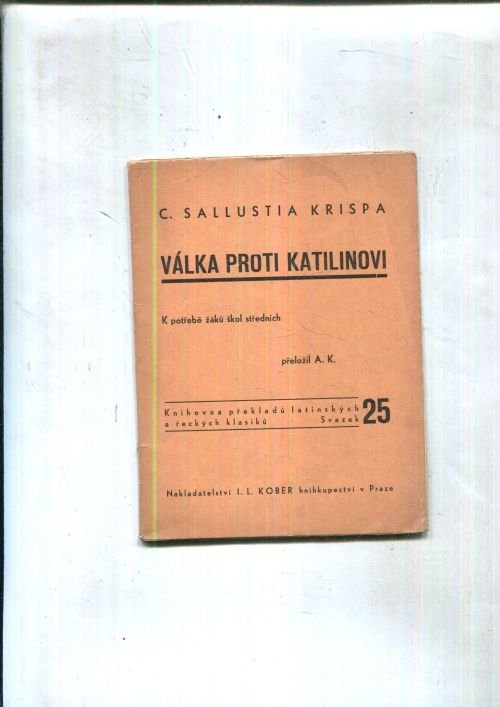 C. SALLUSTIA KRISPA
VÁLKA PROTI KATILINOVI
K potřebě žáků škol středních
přeložil A. K.
Knihovna překladů latinských
a řeckých klasiků Svazek 25
Nakladatelství I. L. KOBER knihkupectví v Praze